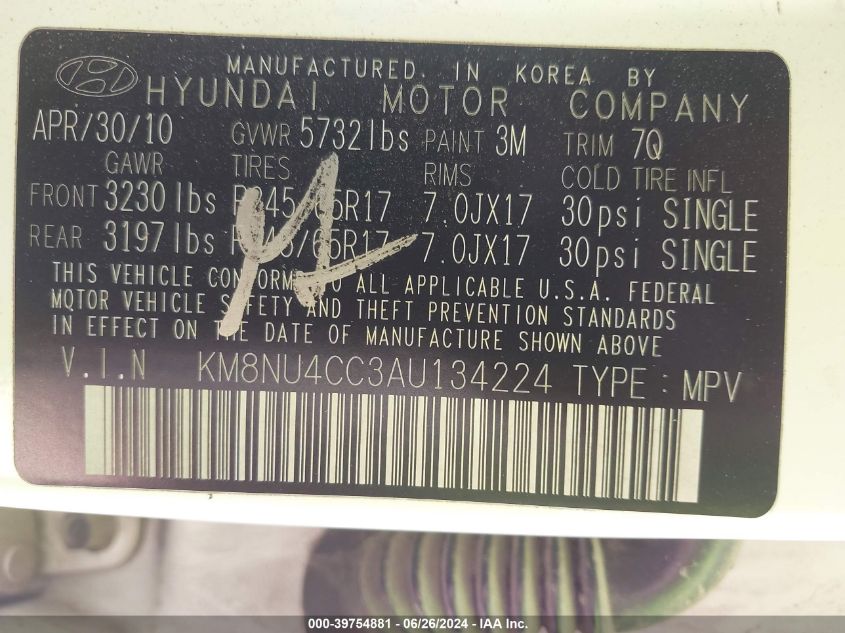 MANUFACTURED. IN KOREA BY
HYUNDAI MOTOR COMPANY
APR/30/10 GVWR 5732lbs PAINT 3M TRIM 7Q
GAWR TIRES RIMS COLD TIRE INFL
FRONT 3230lbs 7.0JX17 30psi SINGLE
REAR 3197lbs 7.0JX17 30psi SINGLE
THIS VEHICLE CONFORMS TO ALL APPLICABLE U.S.A. FEDERAL
MOTOR VEHICLE SAFETY AND THEFT PREVENTION STANDARDS
IN EFFECT ON THE DATE OF MANUFACTURE SHOWN ABOVE
V.I.N KM8NU4CC3AU134224 TYPE : MPV
000-39754881 - 06/26/2024 - IAA Inc.